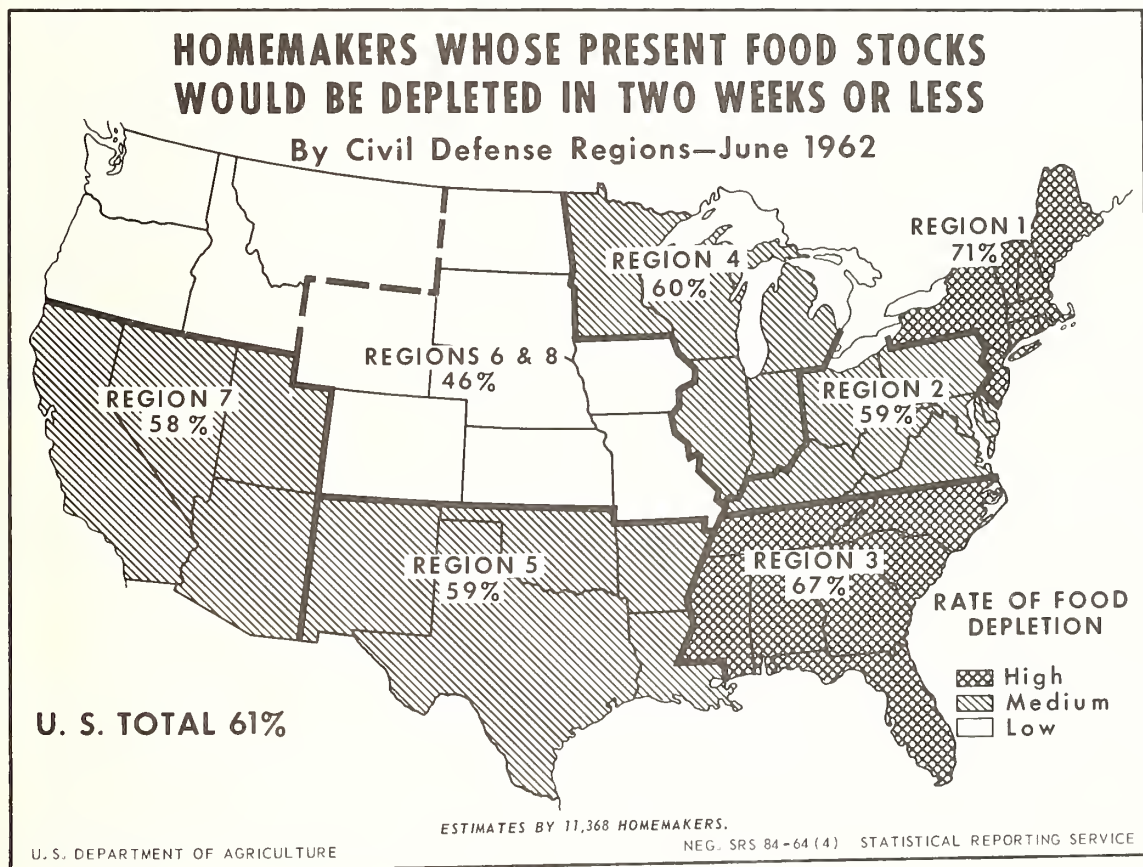 HOMEMAKERS WHOSE PRESENT FOOD STOCKS
WOULD BE DEPLETED IN TWO WEEKS OR LESS
By Civil Defense Regions—June 1962
REGION 1
71%
REGION 4
60%
REGIONS 6 & 8
46%
REGION 7
58%
REGION 2
59%
REGION 5
59%
REGION 3
67%
RATE OF FOOD
DEPLETION
High
Medium
Low
U. S. TOTAL 61%
ESTIMATES BY 11,368 HOMEMAKERS.
U. S. DEPARTMENT OF AGRICULTURE
NEG. SRS 84-64 (4) STATISTICAL REPORTING SERVICE